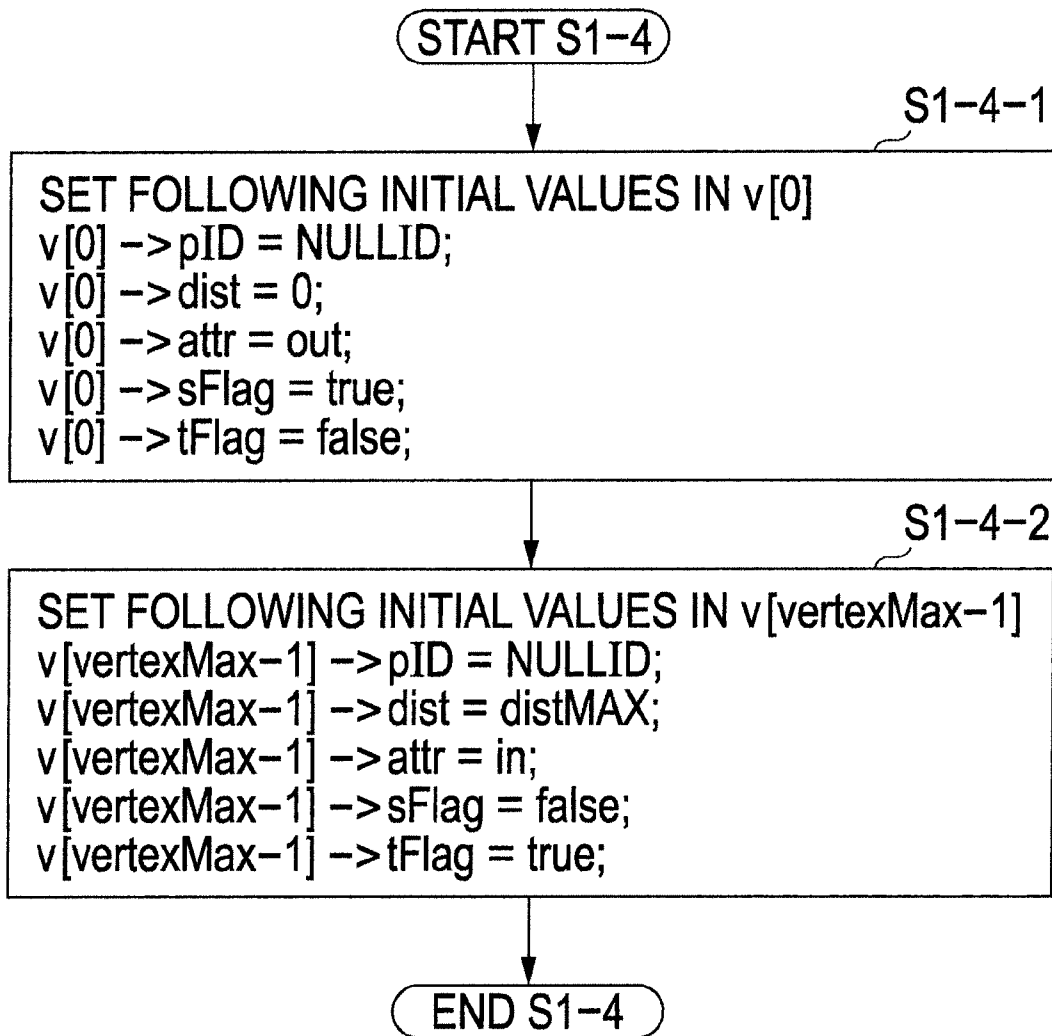 START S1-4
S1-4-1
SET FOLLOWING INITIAL VALUES IN v[0]
v[0] -> pID = NULLID;
v[0] -> dist = 0;
v[0] -> attr = out;
v[0] -> sFlag = true;
v[0] -> tFlag = false;
S1-4-2
SET FOLLOWING INITIAL VALUES IN v[vertexMax-1]
v[vertexMax-1] -> pID = NULLID;
v[vertexMax-1] -> dist = distMAX;
v[vertexMax-1] -> attr = in;
v[vertexMax-1] -> sFlag = false;
v[vertexMax-1] -> tFlag = true;
END S1-4